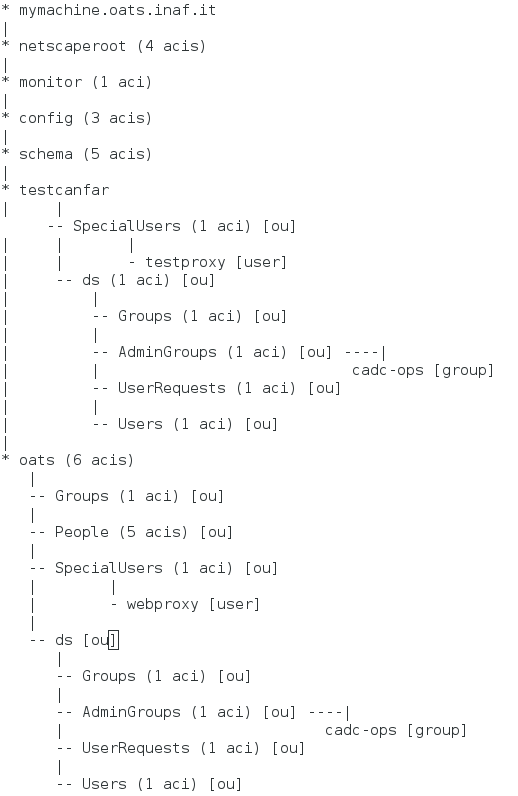 * mymachine.oats.inaf.it
|
* netscaperoot (4 acis)
|
* monitor (1 aci)
|
* config (3 acis)
|
* schema (5 acis)
|
* testcanfar
|     |
     -- SpecialUsers (1 aci) [ou]
|     |       |
|     |       - testproxy [user]
|     -- ds (1 aci) [ou]
|         |
|         -- Groups (1 aci) [ou]
|         |
|         -- AdminGroups (1 aci) [ou] ----|
|         |                            cadc-ops [group]
|         -- UserRequests (1 aci) [ou]
|         |
|         -- Users (1 aci) [ou]
|
* oats (6 acis)
   |
   -- Groups (1 aci) [ou]
   |
   -- People (5 acis) [ou]
   |
   -- SpecialUsers (1 aci) [ou]
   |        |
   |        - webproxy [user]
   |
   -- ds [ou]
      |
      -- Groups (1 aci) [ou]
      |
      -- AdminGroups (1 aci) [ou] ----|
      |                             cadc-ops [group]
      -- UserRequests (1 aci) [ou]
      |
      -- Users (1 aci) [ou]